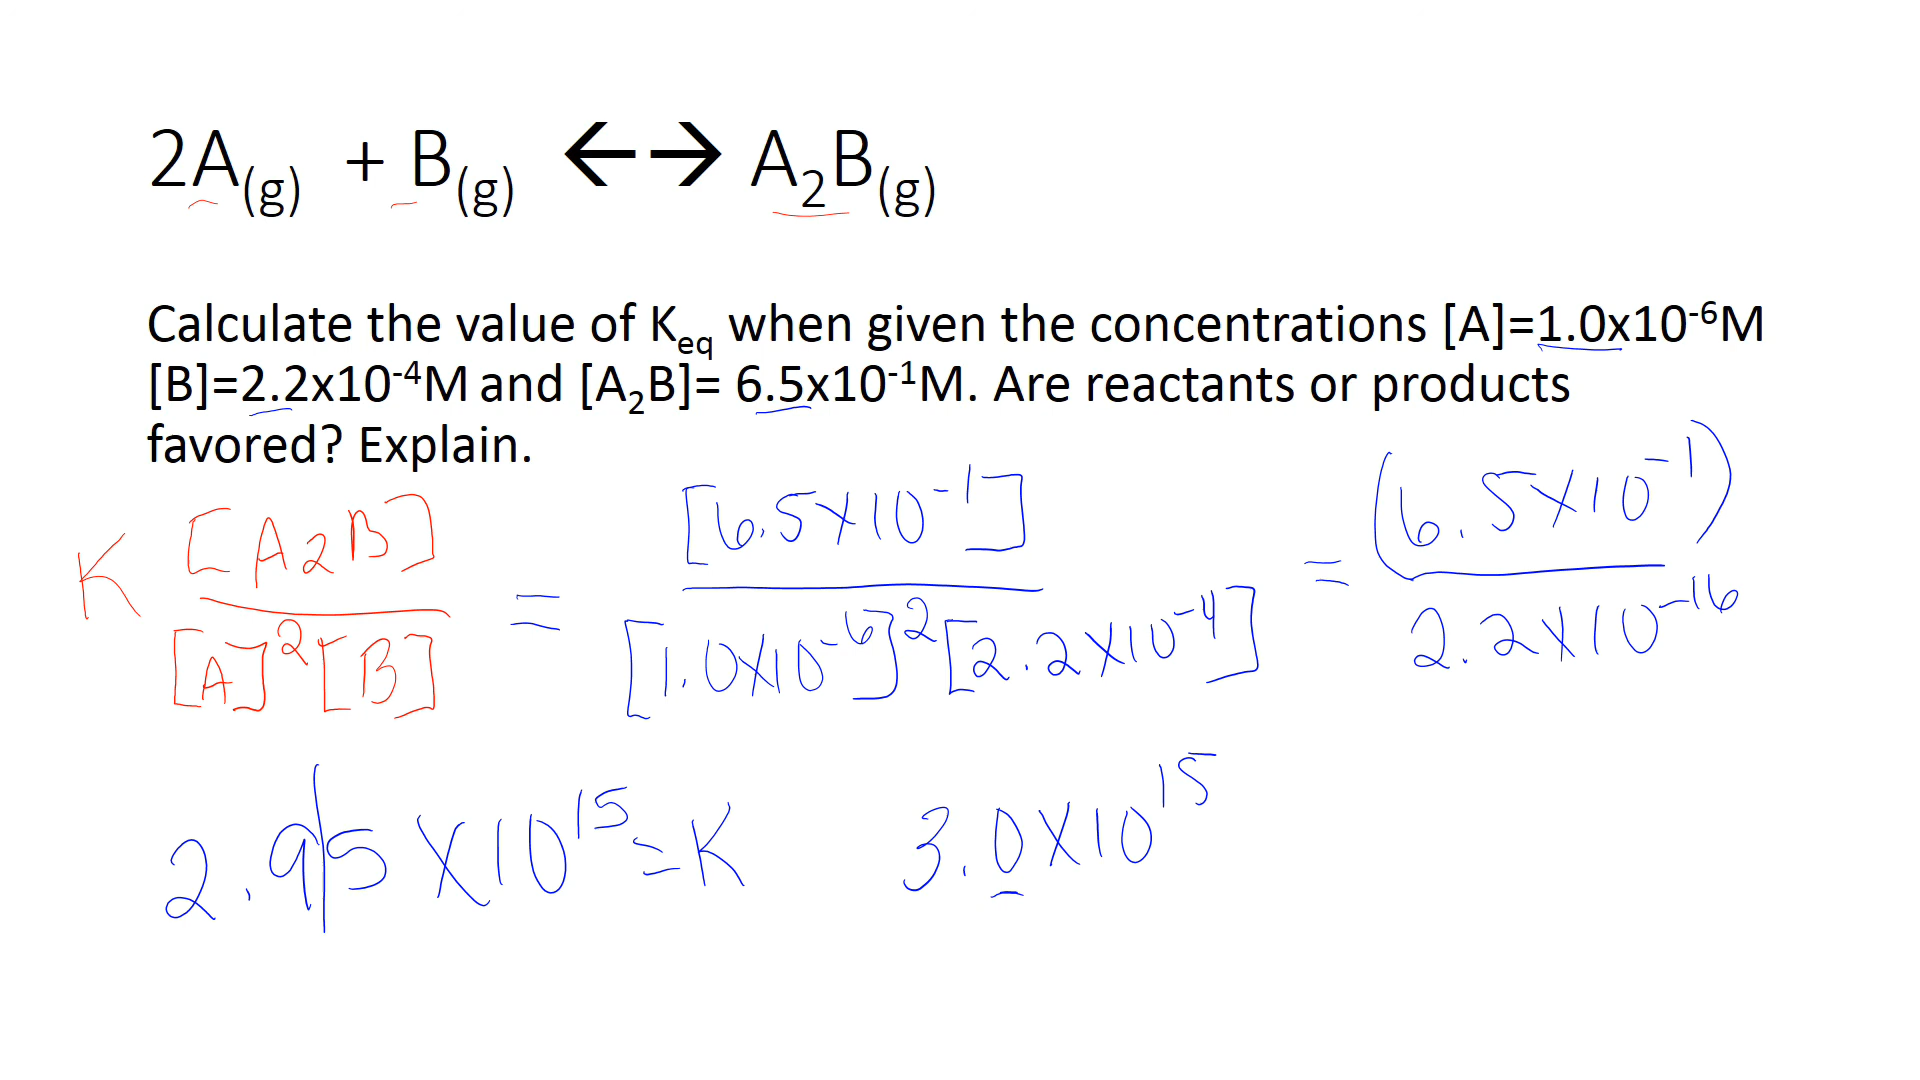 2A(g) + B(g) ←→ A₂B(g)
Calculate the value of Keq when given the concentrations [A]=1.0x10⁻⁶M
[B]=2.2x10⁻⁴M and [A₂B]= 6.5x10⁻¹M. Are reactants or products
favored? Explain.
K [A₂B] / [A]² [B] = [6.5X10⁻¹] / [1.0X10⁻⁶]² [2.2X10⁻⁴] = (6.5X10⁻¹) / 2.2X10⁻¹⁶
2.95 X10¹⁵ = K 3.0X10¹⁵